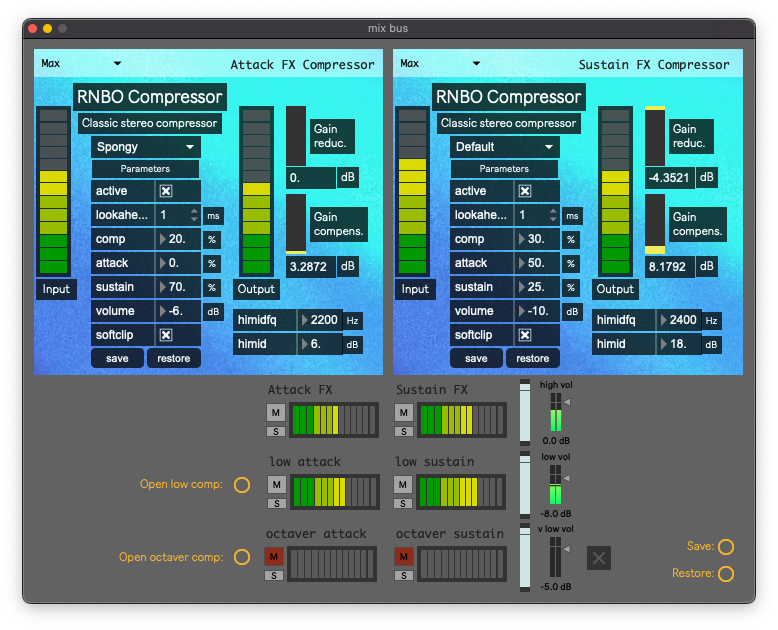 mix bus
Max
Attack FX Compressor
RNBO Compressor
Classic stereo compressor
Spongy
Parameters
active
lookahe... 1 ms
comp 20. %
attack 0. %
sustain 70. %
volume -6. dB
softclip
save restore
Input
Output
Gain
reduc.
0. dB
Gain
compens.
3.2872 dB
himidfq 2200 Hz
himid 6. dB
Max
Sustain FX Compressor
RNBO Compressor
Classic stereo compressor
Default
Parameters
active
lookahe... 1 ms
comp 30. %
attack 50. %
sustain 25. %
volume -10. dB
softclip
save restore
Input
Output
Gain
reduc.
-4.3521 dB
Gain
compens.
8.1792 dB
himidfq 2400 Hz
himid 18. dB
Attack FX
M
S
Sustain FX
M
S
high vol
0.0 dB
Open low comp:
low attack
M
S
low sustain
M
S
low vol
-8.0 dB
Open octaver comp:
octaver attack
M
S
octaver sustain
M
S
v low vol
-5.0 dB
Save:
Restore: